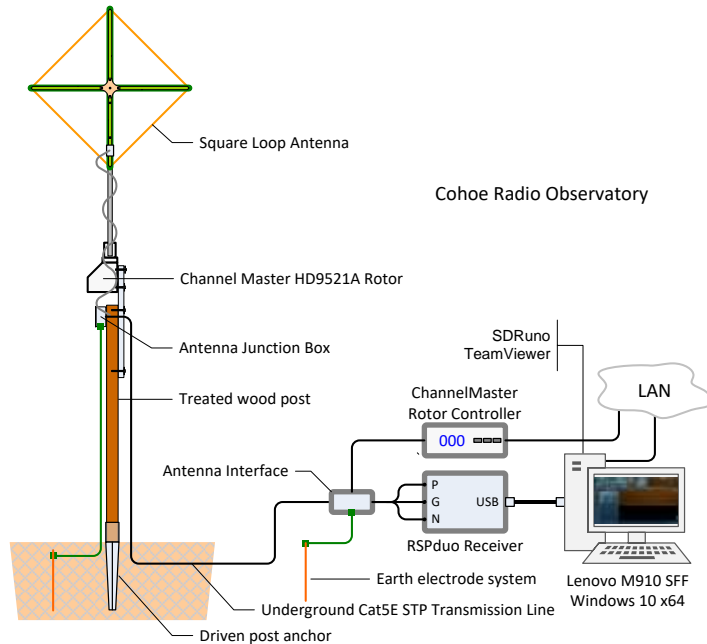 Square Loop Antenna
Cohoe Radio Observatory
Channel Master HD9521A Rotor
SDRuno
TeamViewer
Antenna Junction Box
LAN
ChannelMaster
Rotor Controller
Treated wood post
000
Antenna Interface
P
G
N
USB
RSPduo Receiver
Earth electrode system
Lenovo M910 SFF
Windows 10 x64
Underground Cat5E STP Transmission Line
Driven post anchor